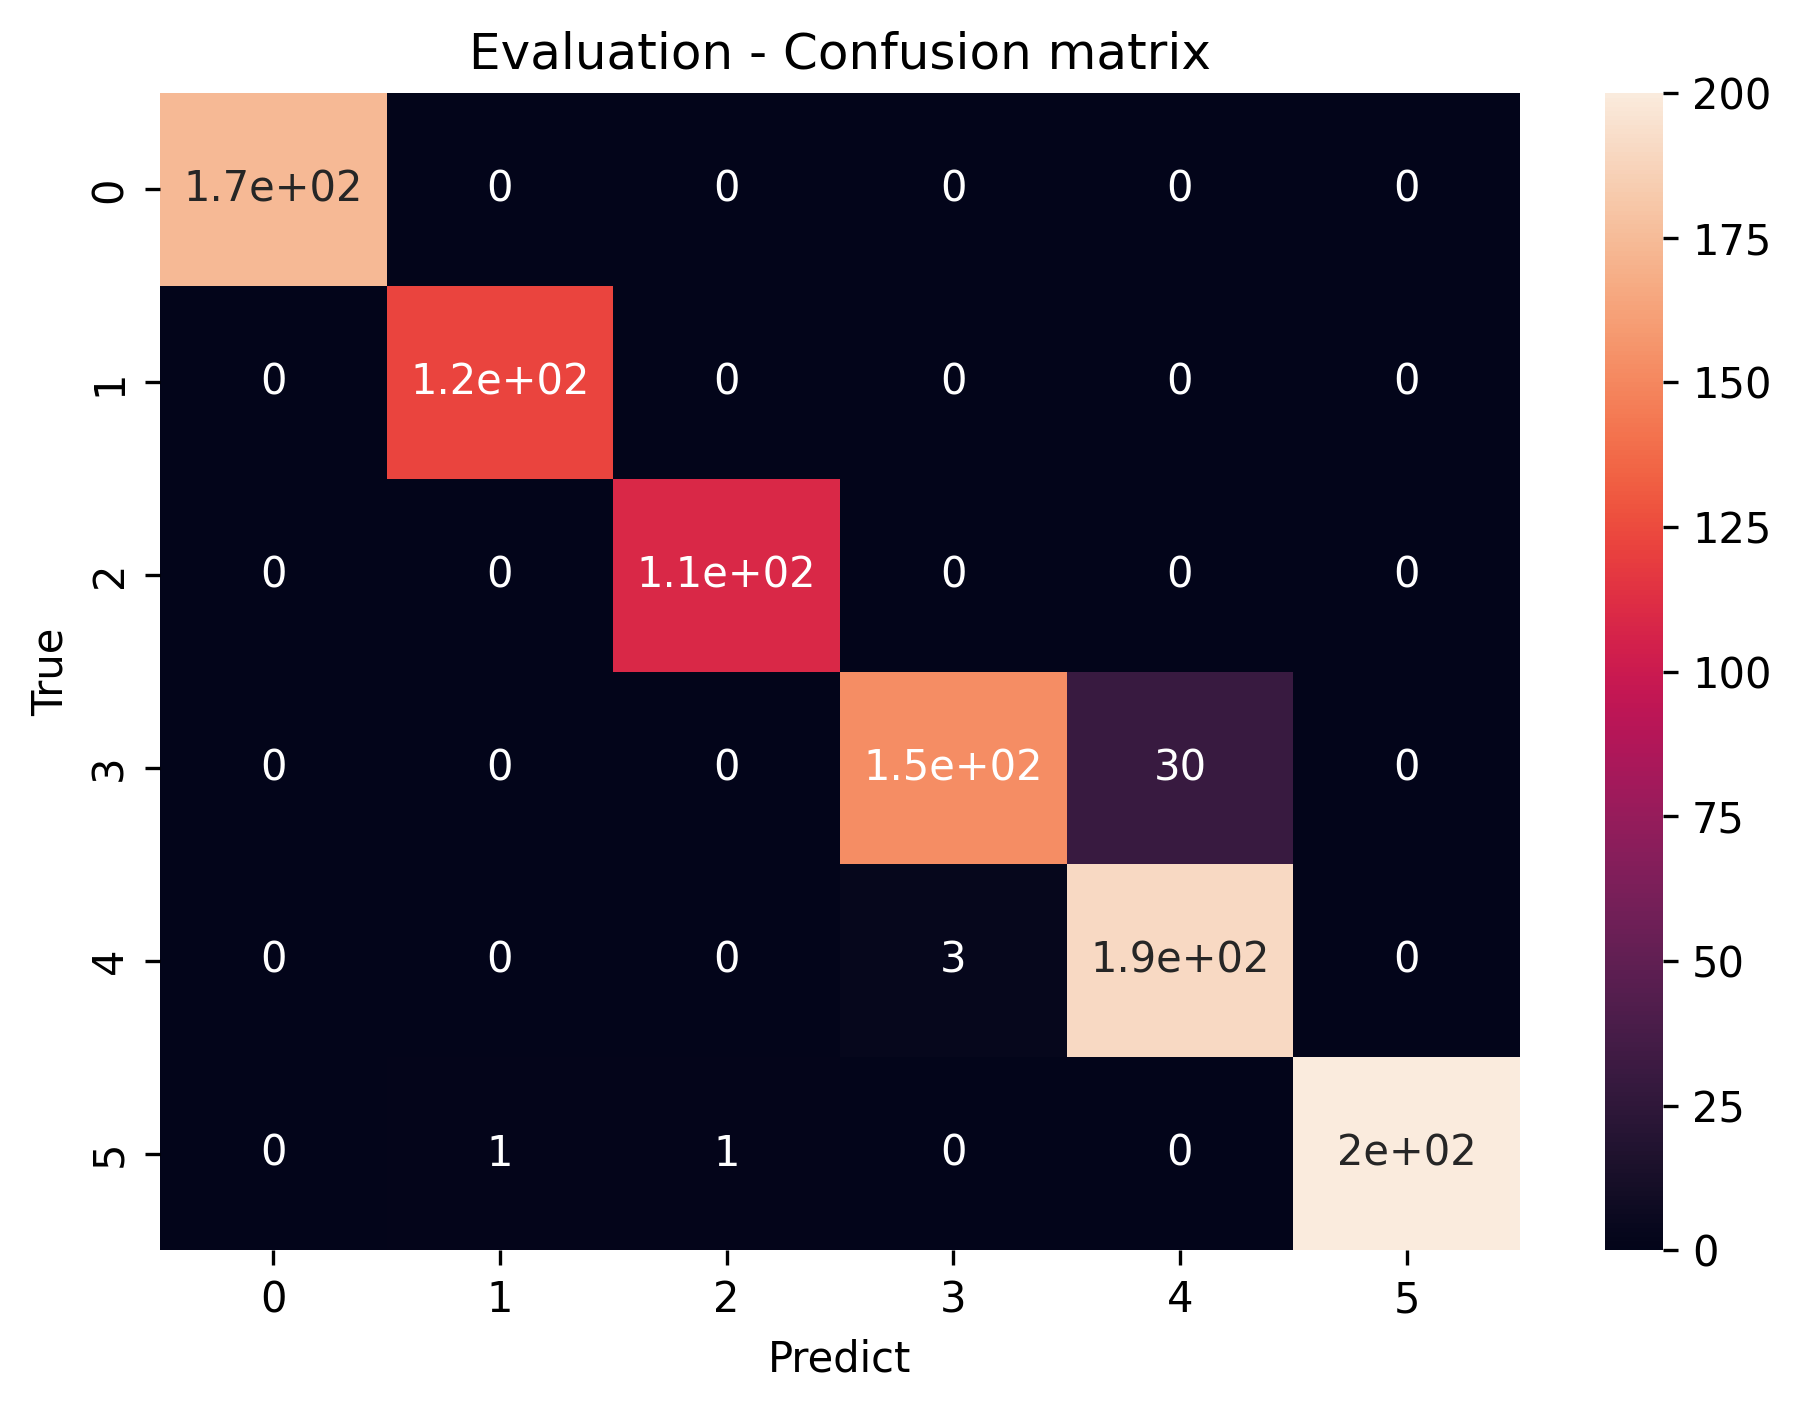 Evaluation - Confusion matrix
0 1.7e+02 0 0 0 0 0
1 0 1.2e+02 0 0 0 0
2 0 0 1.1e+02 0 0 0
3 0 0 0 1.5e+02 30 0
4 0 0 0 3 1.9e+02 0
5 0 1 1 0 0 2e+02
True
0 1 2 3 4 5
Predict
200
175
150
125
100
75
50
25
0